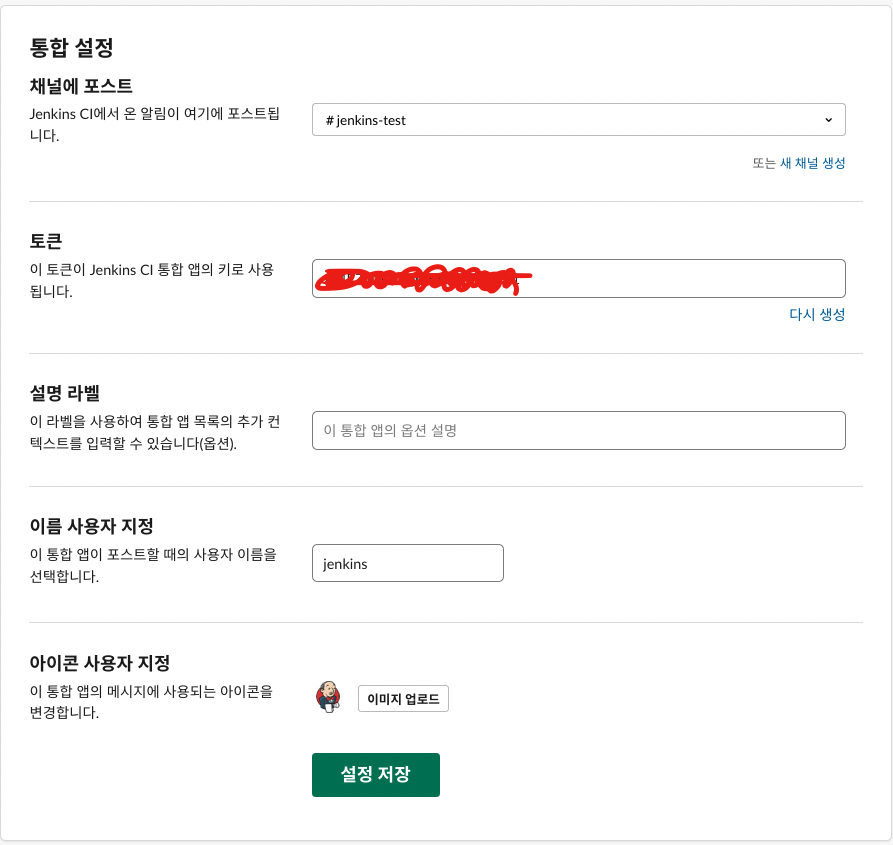 통합 설정
채널에 포스트
Jenkins CI에서 온 알림이 여기에 포스트됩
니다.
# jenkins-test
또는 새 채널 생성
토큰
이 토큰이 Jenkins CI 통합 앱의 키로 사용
됩니다.
다시 생성
설명 라벨
이 라벨을 사용하여 통합 앱 목록의 추가 컨
텍스트를 입력할 수 있습니다(옵션).
이 통합 앱의 옵션 설명
이름 사용자 지정
이 통합 앱이 포스트할 때의 사용자 이름을
선택합니다.
jenkins
아이콘 사용자 지정
이 통합 앱의 메시지에 사용되는 아이콘을
변경합니다.
이미지 업로드
설정 저장